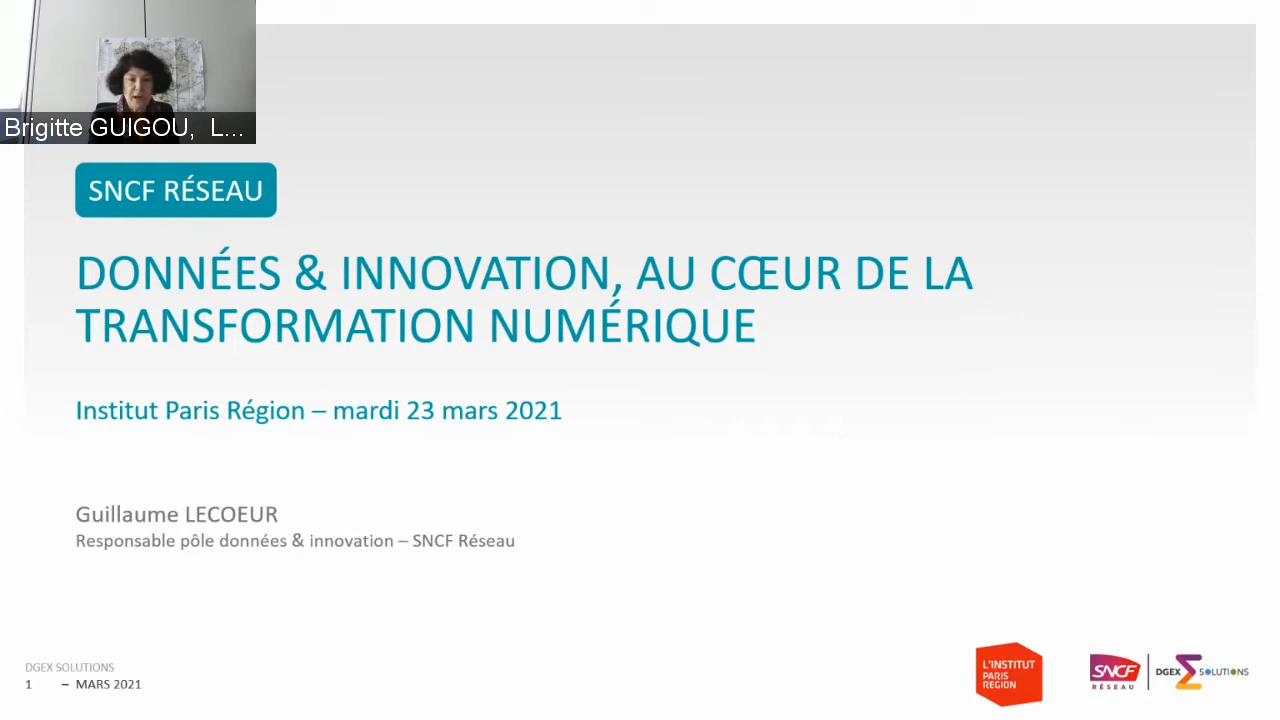 Brigitte GUIGOU, L...
SNCF RÉSEAU
DONNÉES & INNOVATION, AU CŒUR DE LA
TRANSFORMATION NUMÉRIQUE
Institut Paris Région – mardi 23 mars 2021
Guillaume LECOEUR
Responsable pôle données & innovation – SNCF Réseau
DGEX SOLUTIONS
1 – MARS 2021
L'INSTITUT
PARIS
REGION
SNCF
RÉSEAU
DGEX SOLUTIONS